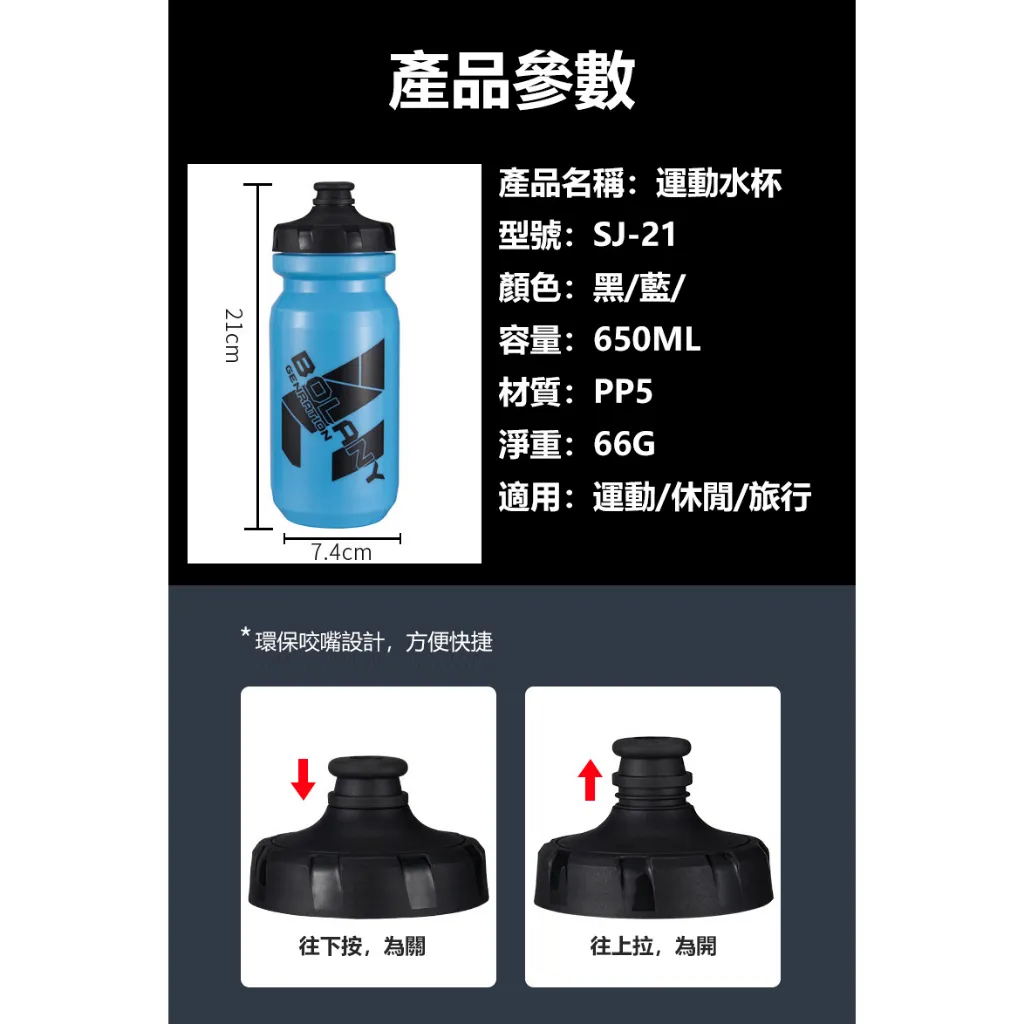 產品參數
產品名稱：運動水杯
型號：SJ-21
顏色：黑/藍/
容量：650ML
材質：PP5
淨重：66G
適用：運動/休閒/旅行
21cm
BOLANY
GENRATION
7.4cm
*環保咬嘴設計，方便快捷
往下按，為關
往上拉，為開